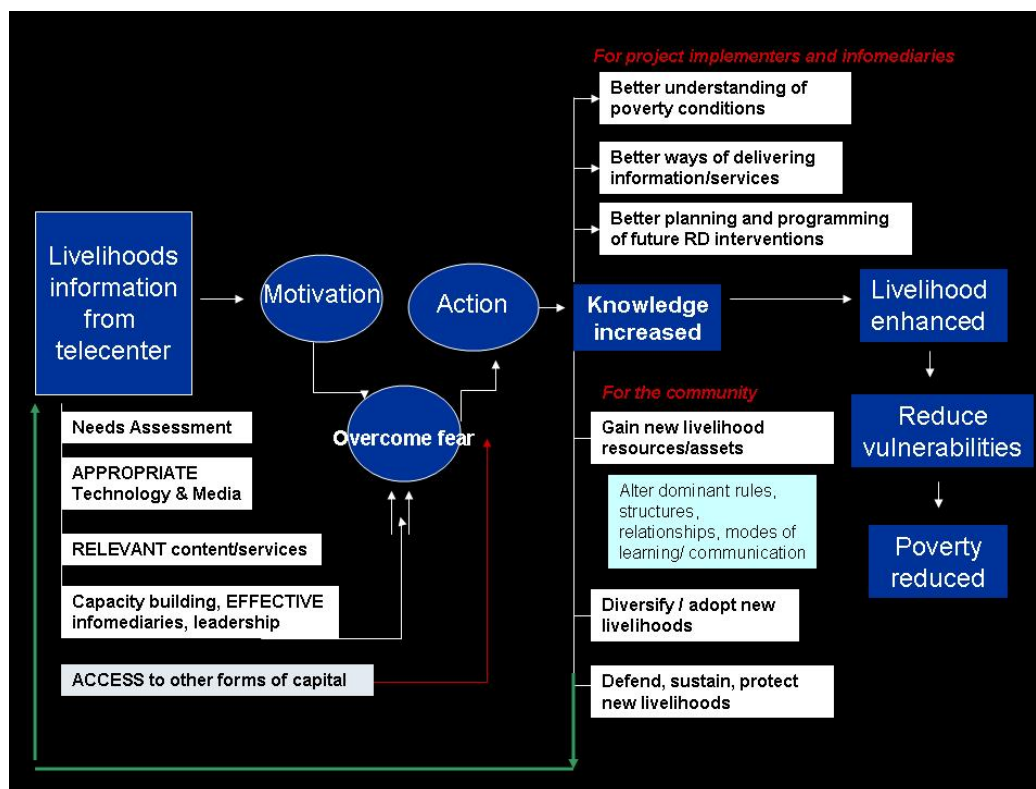 For project implementers and infomediaries
Better understanding of
poverty conditions
Better ways of delivering
information/services
Better planning and programming
of future RD interventions
Livelihoods
information
from
telecenter
Motivation
Action
Knowledge
increased
Livelihood
enhanced
Overcome fear
For the community
Needs Assessment
APPROPRIATE
Technology & Media
RELEVANT content/services
Capacity building, EFFECTIVE
infomediaries, leadership
ACCESS to other forms of capital
Gain new livelihood
resources/assets
Alter dominant rules,
structures,
relationships, modes of
learning/ communication
Diversify / adopt new
livelihoods
Defend, sustain, protect
new livelihoods
Reduce
vulnerabilities
Poverty
reduced